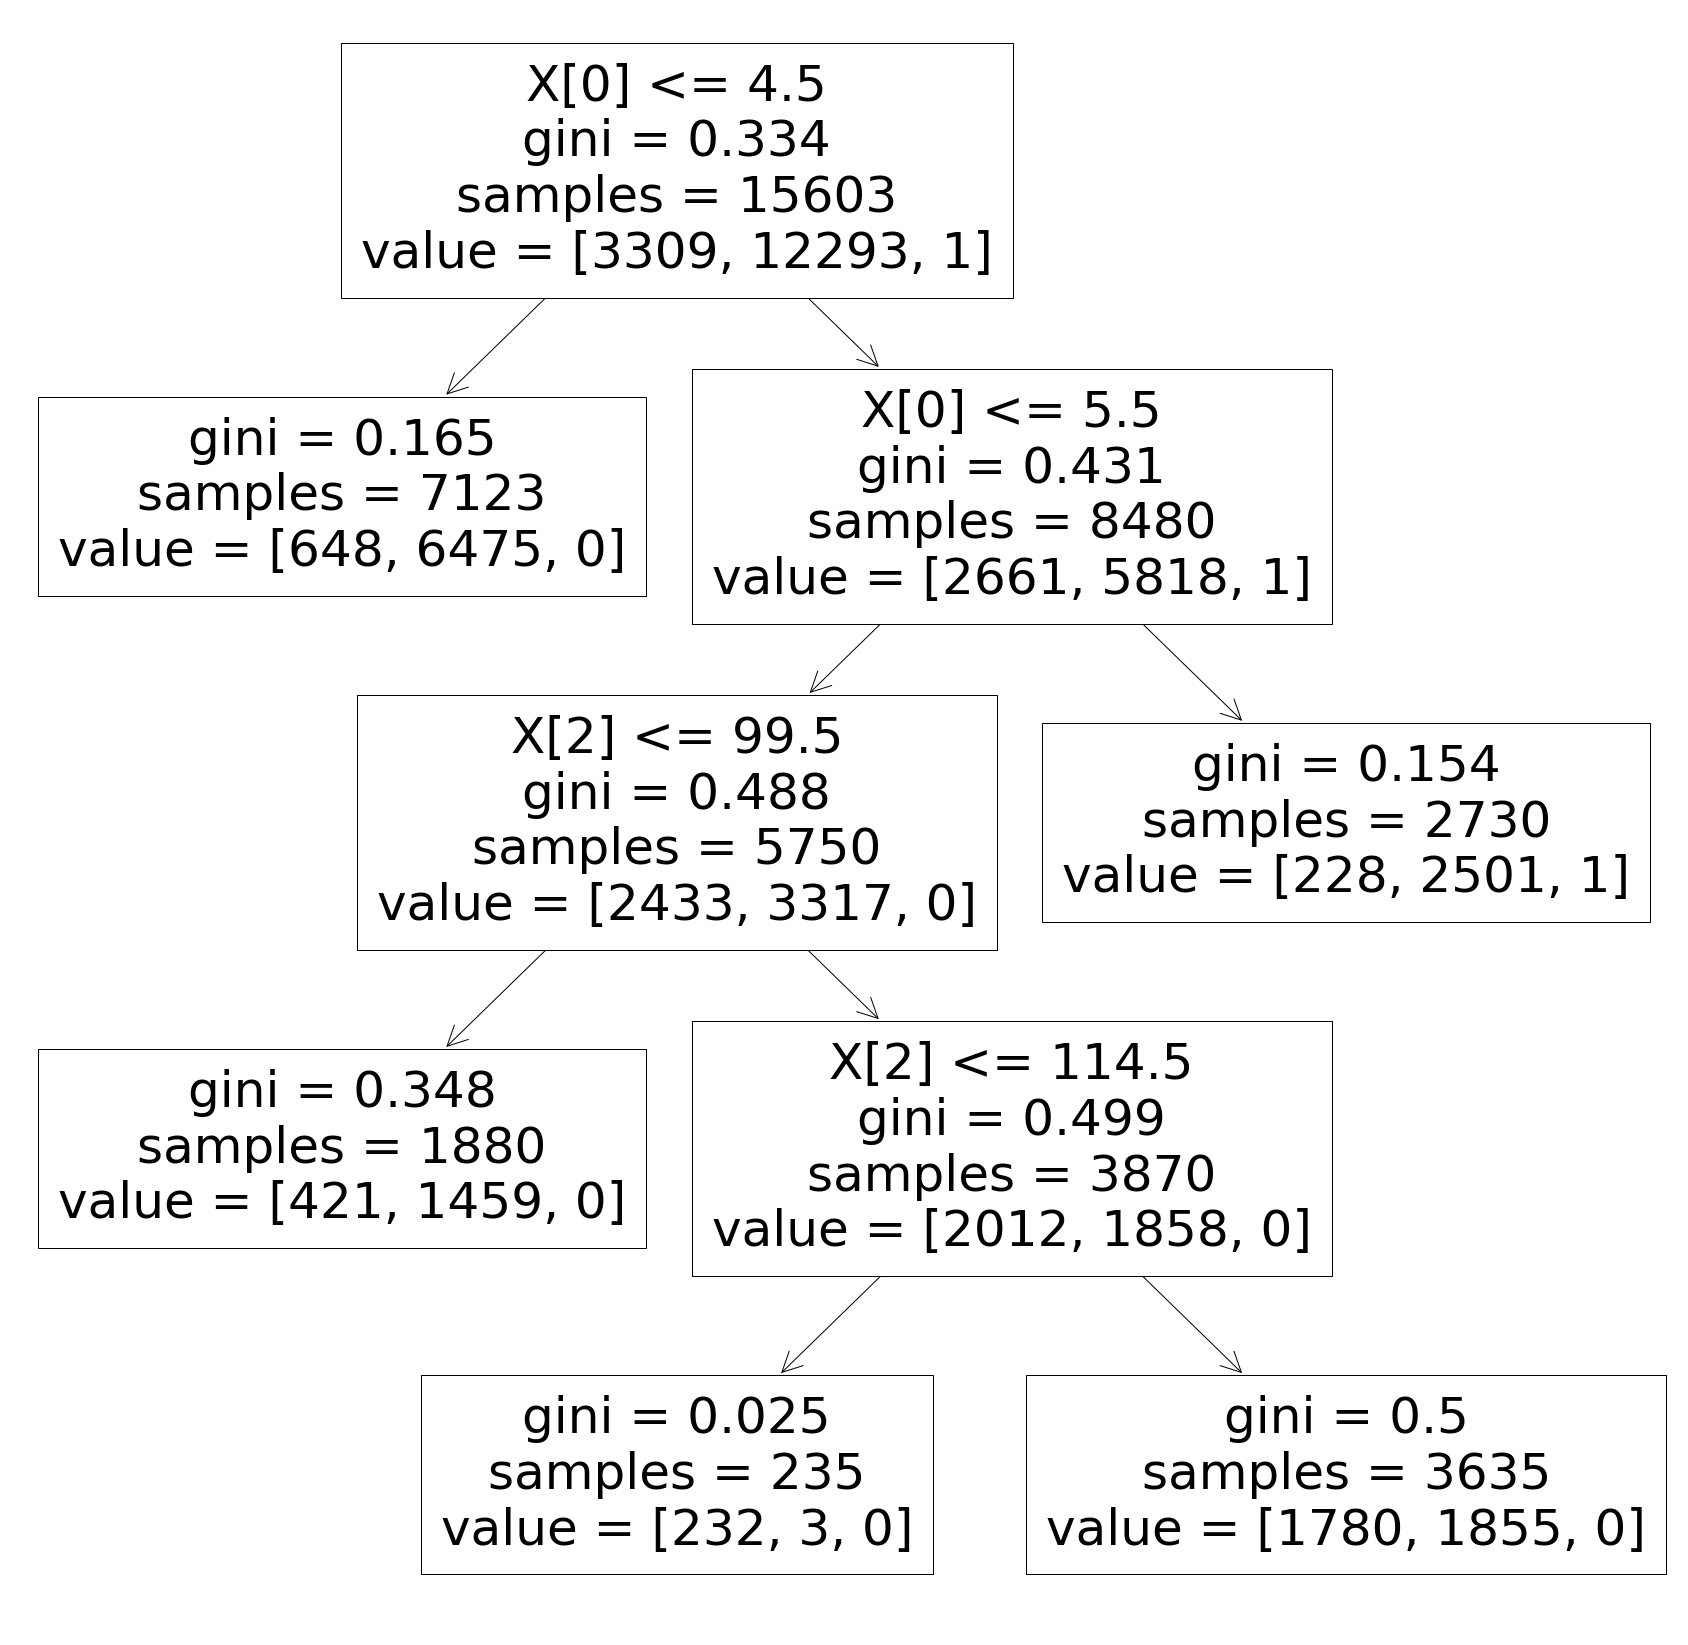 X[0] <= 4.5
gini = 0.334
samples = 15603
value = [3309, 12293, 1]
gini = 0.165
samples = 7123
value = [648, 6475, 0]
X[0] <= 5.5
gini = 0.431
samples = 8480
value = [2661, 5818, 1]
X[2] <= 99.5
gini = 0.488
samples = 5750
value = [2433, 3317, 0]
gini = 0.154
samples = 2730
value = [228, 2501, 1]
gini = 0.348
samples = 1880
value = [421, 1459, 0]
X[2] <= 114.5
gini = 0.499
samples = 3870
value = [2012, 1858, 0]
gini = 0.025
samples = 235
value = [232, 3, 0]
gini = 0.5
samples = 3635
value = [1780, 1855, 0]